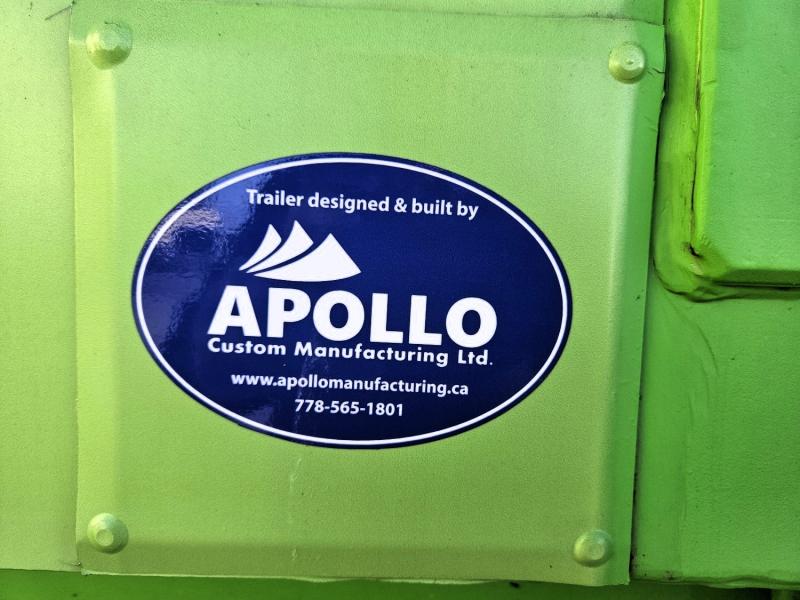 Trailer designed & built by
APOLLO
Custom Manufacturing Ltd.
www.apollomanufacturing.ca
778-565-1801